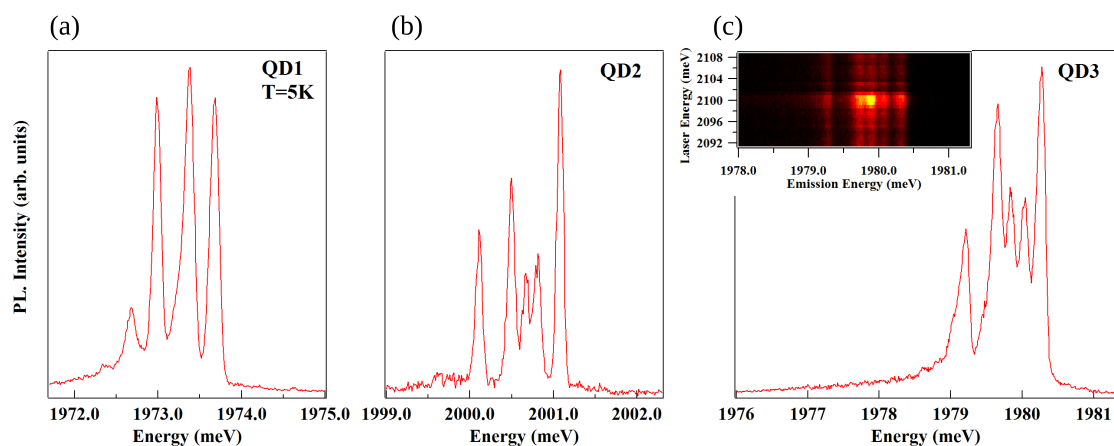 (a)
(b)
(c)
QD1
T=5K
QD2
QD3
PL. Intensity (arb. units)
Laser Energy (meV)
2108
2104
2100
2096
2092
1978.0
1979.0
1980.0
1981.0
Emission Energy (meV)
1972.0
1973.0
1974.0
1975.0
Energy (meV)
1999.0
2000.0
2001.0
2002.0
Energy (meV)
1976
1977
1978
1979
1980
1981
Energy (meV)